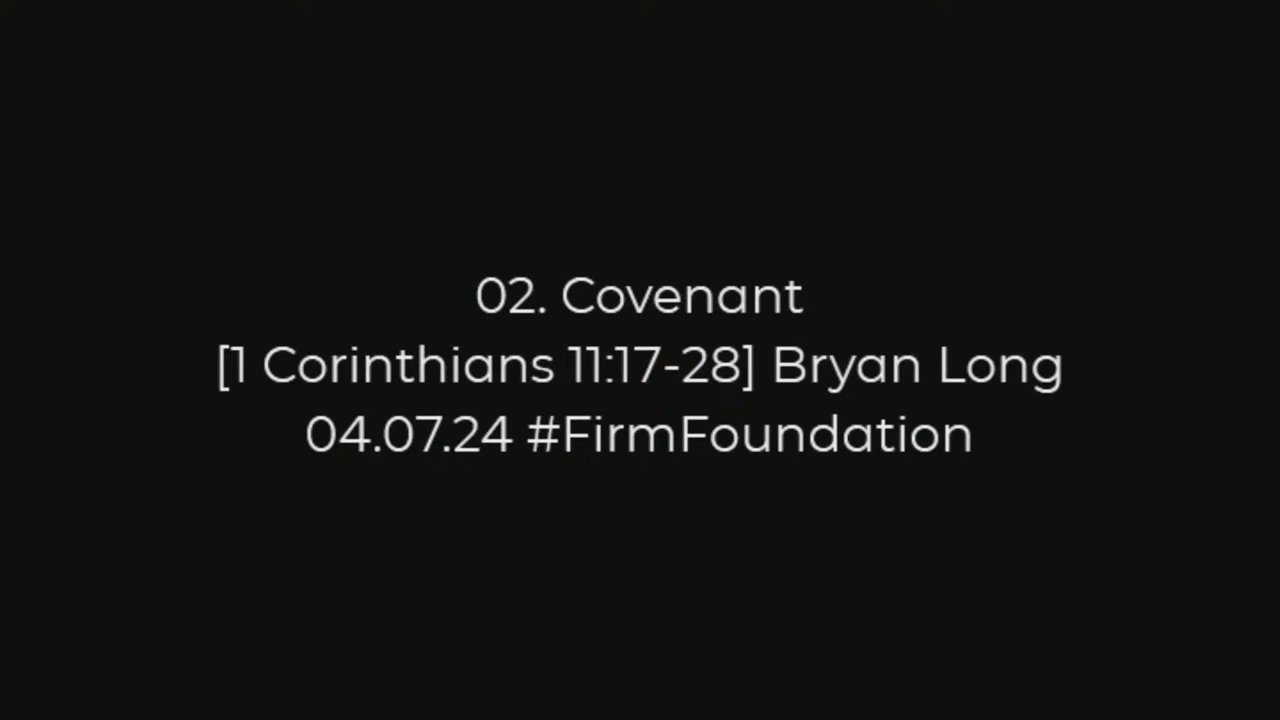 02. Covenant
[1 Corinthians 11:17-28] Bryan Long
04.07.24 #FirmFoundation